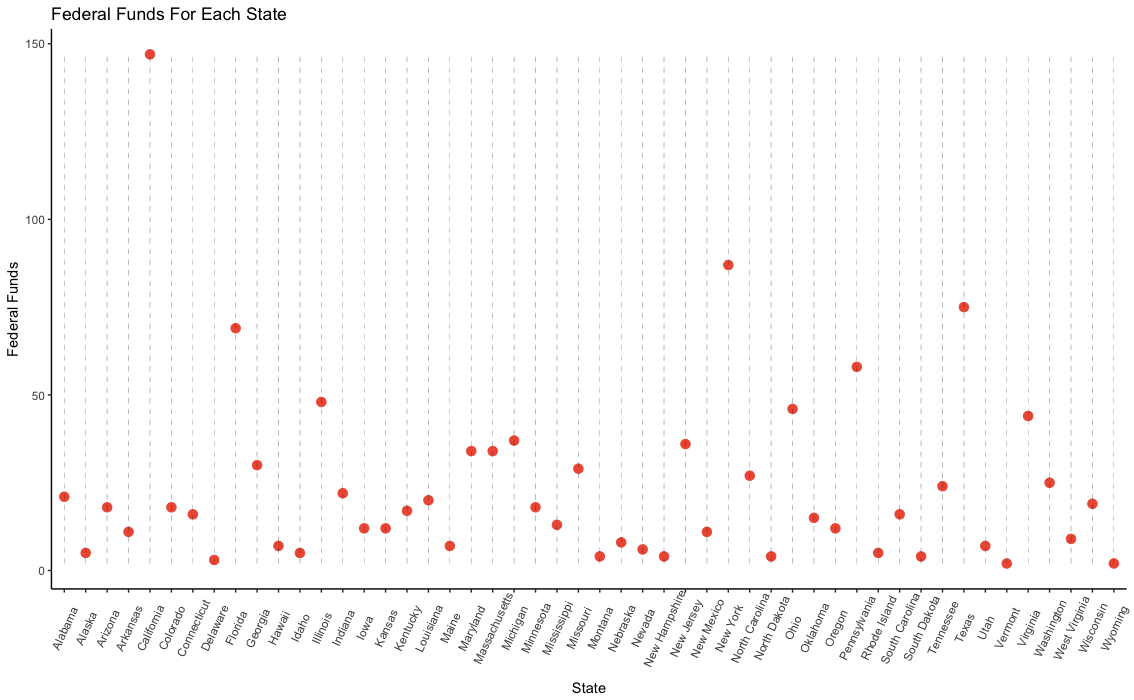 Federal Funds For Each State
150
100
50
0
Federal Funds
Alabama
Alaska
Arizona
Arkansas
California
Colorado
Connecticut
Delaware
Florida
Georgia
Hawaii
Idaho
Illinois
Indiana
Iowa
Kansas
Kentucky
Louisiana
Maine
Maryland
Massachusetts
Michigan
Minnesota
Mississippi
Missouri
Montana
Nebraska
Nevada
New Hampshire
New Jersey
New Mexico
New York
North Carolina
North Dakota
Ohio
Oklahoma
Oregon
Pennsylvania
Rhode Island
South Carolina
South Dakota
Tennessee
Texas
Utah
Vermont
Virginia
Washington
West Virginia
Wisconsin
Wyoming
State